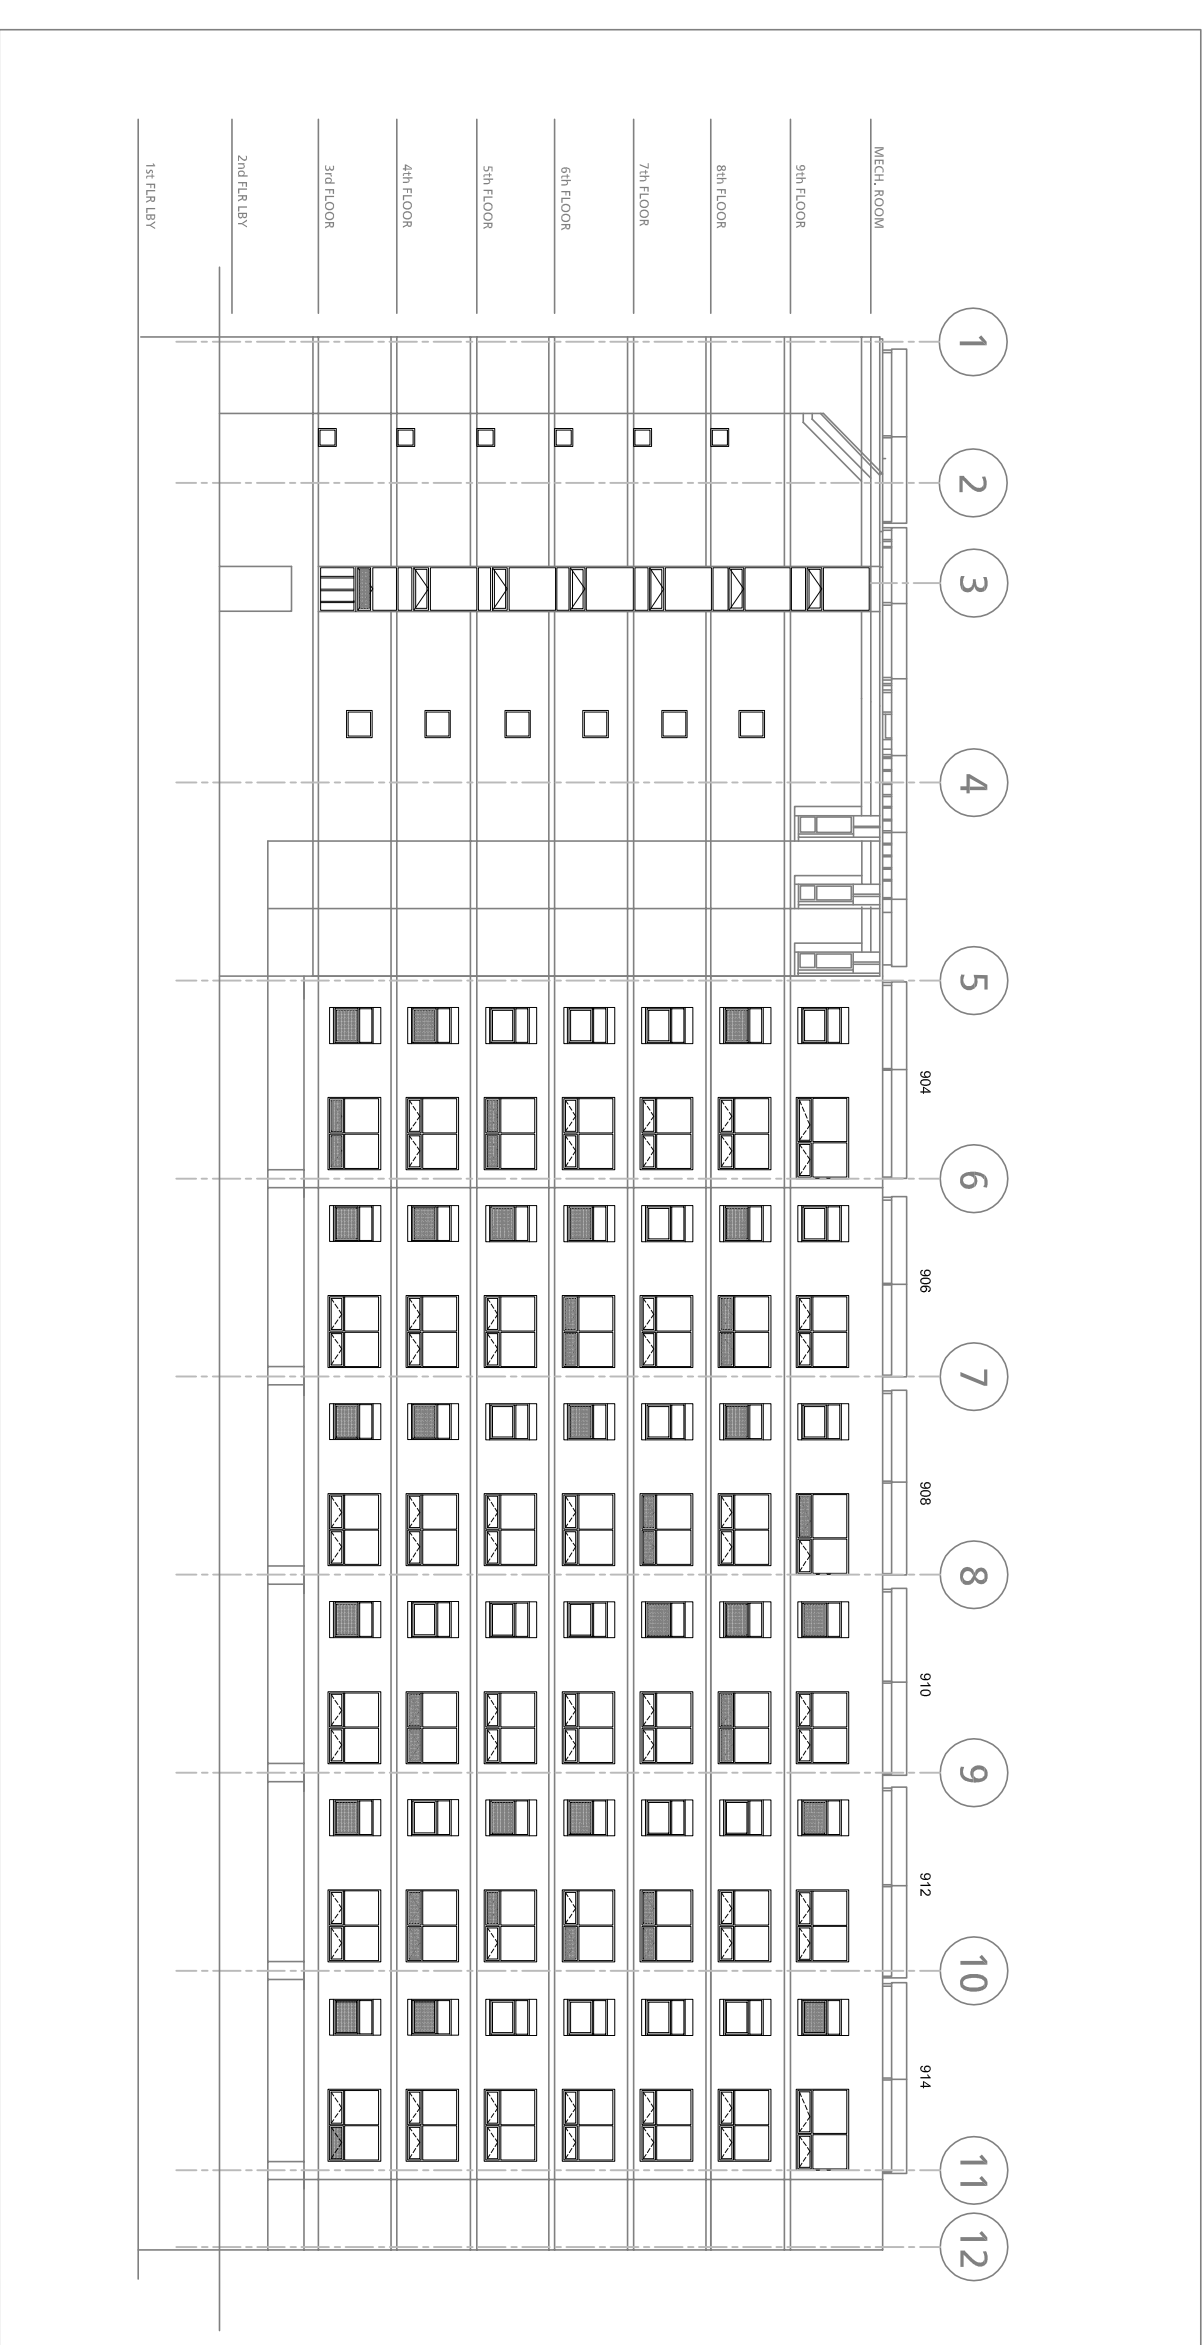 1
2
3
4
5
6
7
8
9
10
11
12
904
906
908
910
912
914
MECH. ROOM
9th FLOOR
8th FLOOR
7th FLOOR
6th FLOOR
5th FLOOR
4th FLOOR
3rd FLOOR
2nd FLR LBY
1st FLR LBY